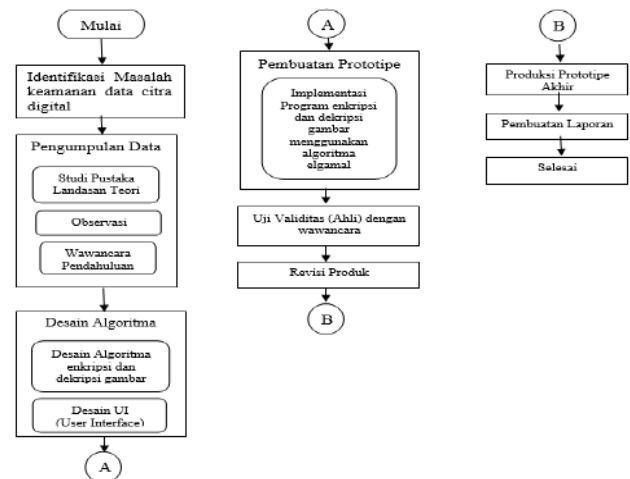 Mulai
Identifikasi Masalah
keamanan data citra
digital
Pengumpulan Data
Studi Pustaka
Landasan Teori
Observasi
Wawancara
Pendahuluan
Desain Algoritma
Desain Algoritma
enkripsi dan
dekripsi gambar
Desain UI
(User Interface)
A
A
Pembuatan Prototipe
Implementasi
Program enkripsi
dan dekripsi
gambar
menggunakan
algoritma
elgamal
Uji Validitas (Ahli) dengan
wawancara
Revisi Produk
B
B
Produksi Prototipe
Akhir
Pembuatan Laporan
Selesai